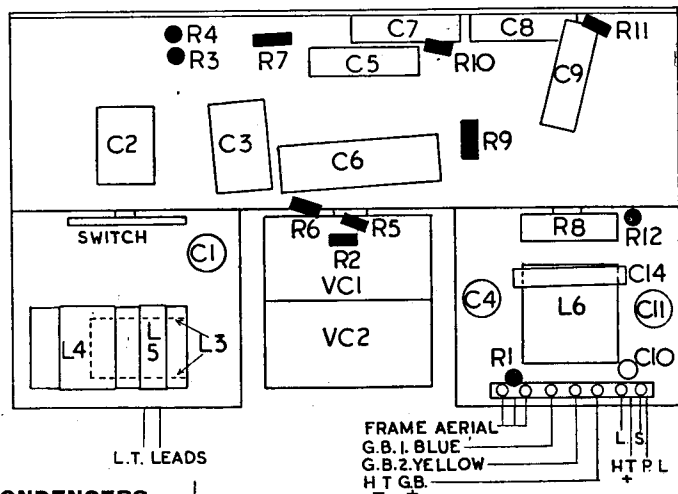 R4
R3
R7
C7
C8
R11
C5
R10
C9
C2
C3
C6
R9
SWITCH
C1
R6
R5
R2
VC1
VC2
R8
R12
C14
C4
L6
C11
L4
L
5
L3
R1
C10
L.T. LEADS
FRAME AERIAL
G.B.1. BLUE
G.B.2. YELLOW
H T G.B.
− +
L. S.
HT P. L
+
CONDENSERS